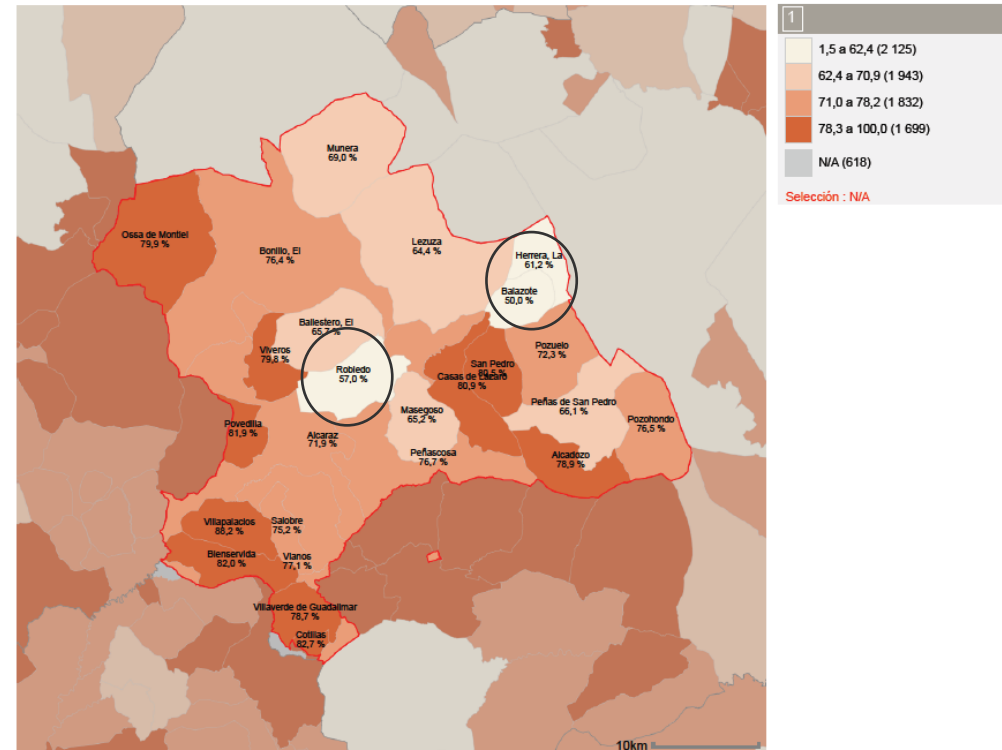 1
1,5 a 62,4 (2 125)
62,4 a 70,9 (1 943)
71,0 a 78,2 (1 832)
78,3 a 100,0 (1 699)
N/A (618)
Selección : N/A
Munera
69,0 %
Ossa de Montiel
79,9 %
Bonillo, El
76,4 %
Lezuza
64,4 %
Herrera, La
61,2 %
Balazote
50,0 %
Ballestero, El
65,7 %
Viveros
79,8 %
Robledo
57,0 %
Pozuelo
72,3 %
San Pedro
80,5 %
Casas de Lázaro
80,9 %
Peñas de San Pedro
66,1 %
Masegoso
65,2 %
Pozohondo
76,5 %
Povedilla
81,9 %
Alcaraz
71,9 %
Peñascosa
76,7 %
Alcadozo
78,9 %
Villapalacios
88,2 %
Salobre
75,2 %
Bienservida
82,0 %
Vianos
77,1 %
Villaverde de Guadalimar
78,7 %
Cotillas
82,7 %
10km